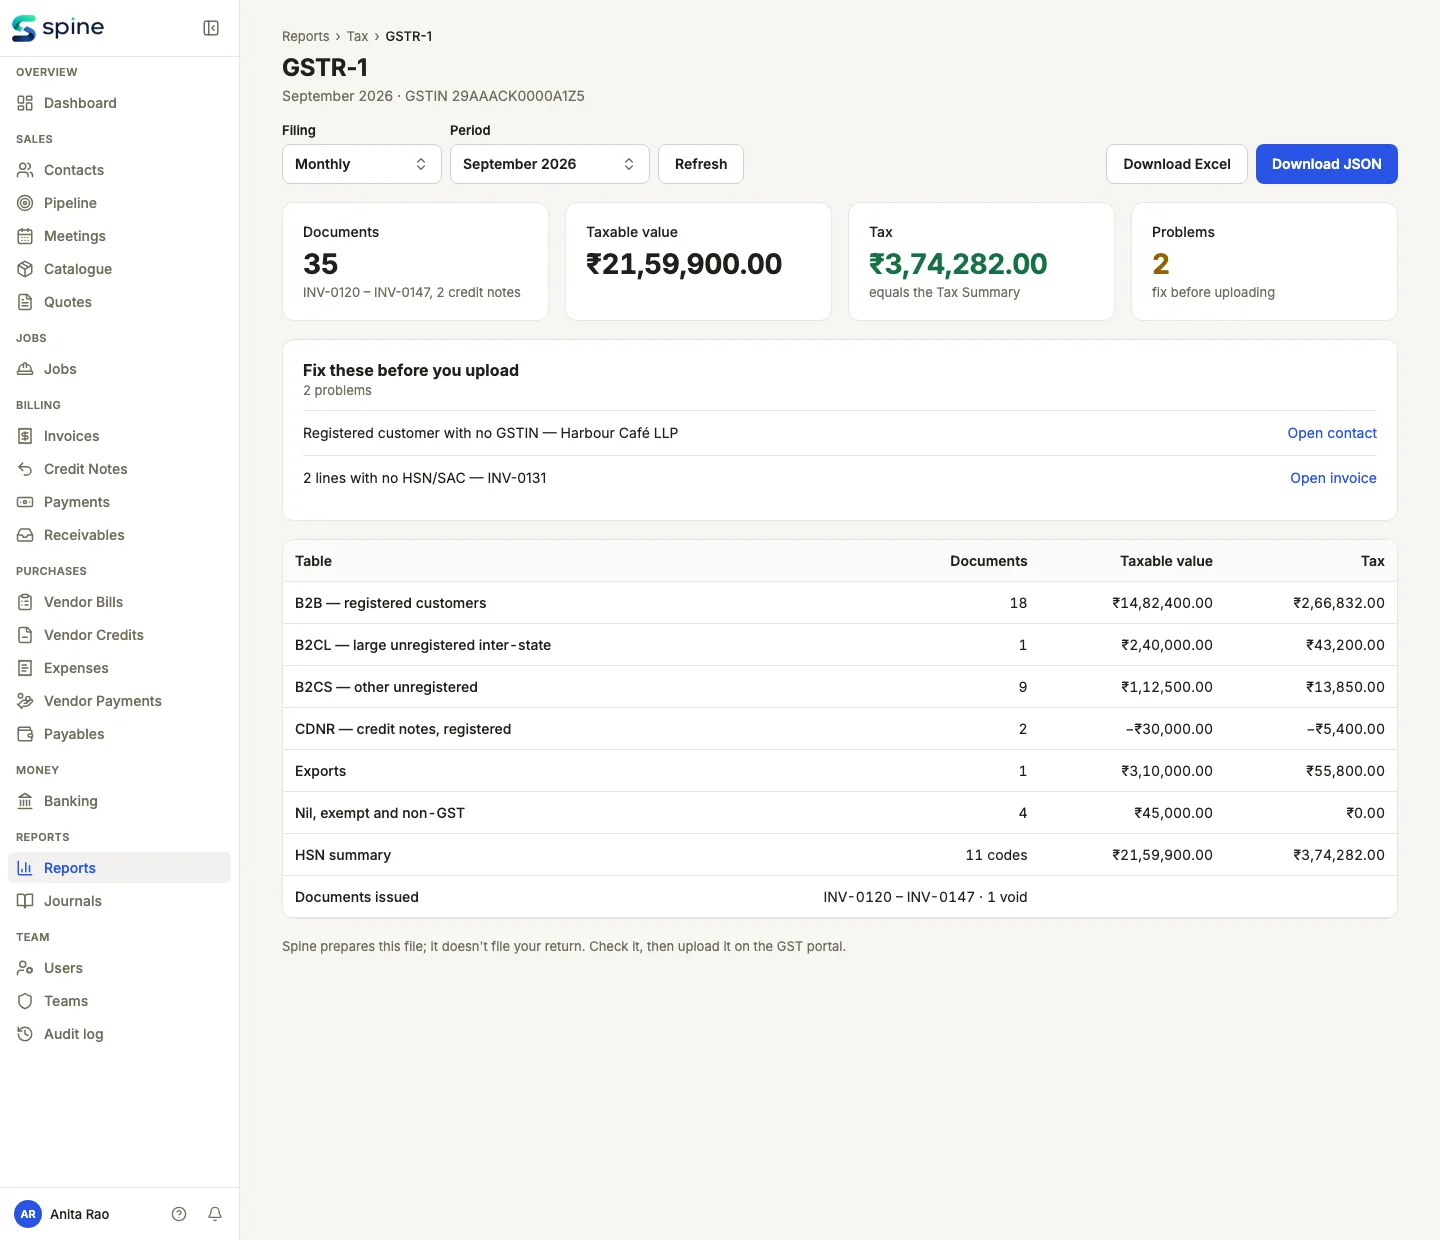 spine
OVERVIEW
Dashboard
SALES
Contacts
Pipeline
Meetings
Catalogue
Quotes
JOBS
Jobs
BILLING
Invoices
Credit Notes
Payments
Receivables
PURCHASES
Vendor Bills
Vendor Credits
Expenses
Vendor Payments
Payables
MONEY
Banking
REPORTS
Reports
Journals
TEAM
Users
Teams
Audit log
AR Anita Rao
Reports › Tax › GSTR-1
GSTR-1
September 2026 · GSTIN 29AAACK0000A1Z5
Filing Period
Monthly September 2026 Refresh Download Excel Download JSON
Documents
35
INV-0120 – INV-0147, 2 credit notes
Taxable value
₹21,59,900.00
Tax
₹3,74,282.00
equals the Tax Summary
Problems
2
fix before uploading
Fix these before you upload
2 problems
Registered customer with no GSTIN — Harbour Café LLP Open contact
2 lines with no HSN/SAC — INV-0131 Open invoice
Table Documents Taxable value Tax
B2B — registered customers 18 ₹14,82,400.00 ₹2,66,832.00
B2CL — large unregistered inter-state 1 ₹2,40,000.00 ₹43,200.00
B2CS — other unregistered 9 ₹1,12,500.00 ₹13,850.00
CDNR — credit notes, registered 2 −₹30,000.00 −₹5,400.00
Exports 1 ₹3,10,000.00 ₹55,800.00
Nil, exempt and non-GST 4 ₹45,000.00 ₹0.00
HSN summary 11 codes ₹21,59,900.00 ₹3,74,282.00
Documents issued INV-0120 – INV-0147 · 1 void
Spine prepares this file; it doesn't file your return. Check it, then upload it on the GST portal.